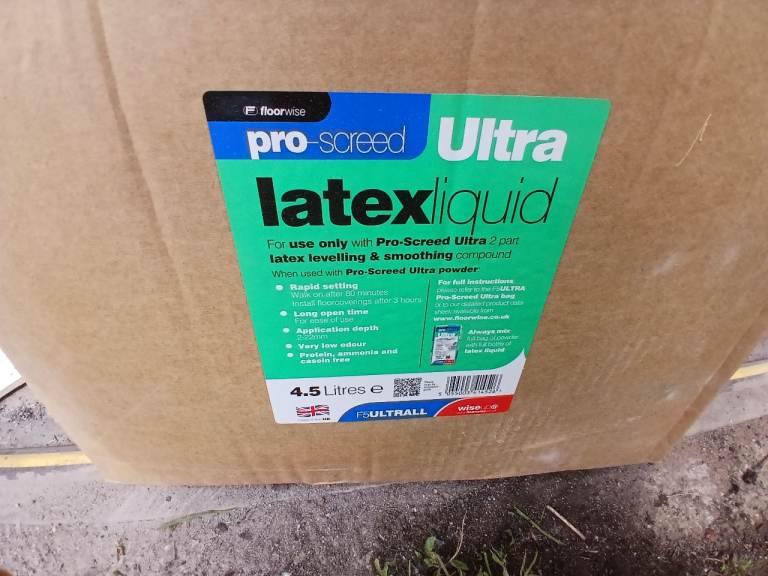 floorwise
pro-screed Ultra
latexliquid
For use only with Pro-Screed Ultra 2 part
latex levelling & smoothing compound
When used with Pro-Screed Ultra powder:
Rapid setting
Walk on after 80 minutes
Install floorcoverings after 3 hours
Long open time
For ease of use
Application depth
2-22mm
Very low odour
Protein, ammonia and
casein free
For full instructions
please refer to the F5ULTRA
Pro-Screed Ultra bag
or to our detailed product data
sheet, available from
www.floorwise.co.uk
Always mix
full bag of powder
with full bottle of
latex liquid
4.5 Litres e
F5ULTRALL
wiseup@